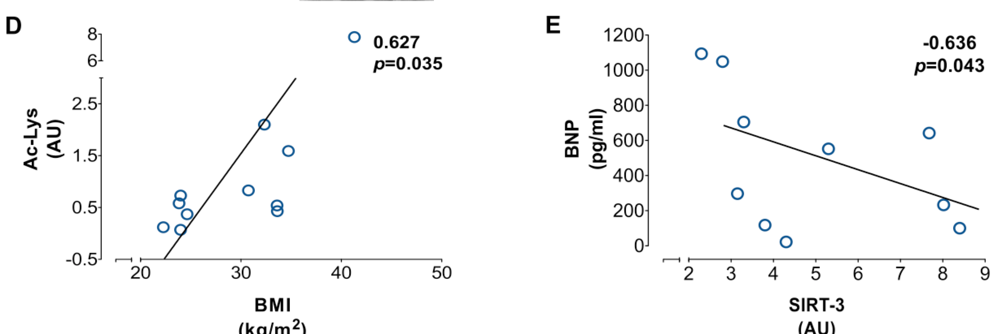 D
8
6
2.5
1.5
0.5
-0.5
Ac-Lys
(AU)
0.627
p=0.035
20 30 40 50
BMI
(kg/m²)
E
1200
1000
800
600
400
200
0
BNP
(pg/ml)
-0.636
p=0.043
2 3 4 5 6 7 8 9
SIRT-3
(AU)